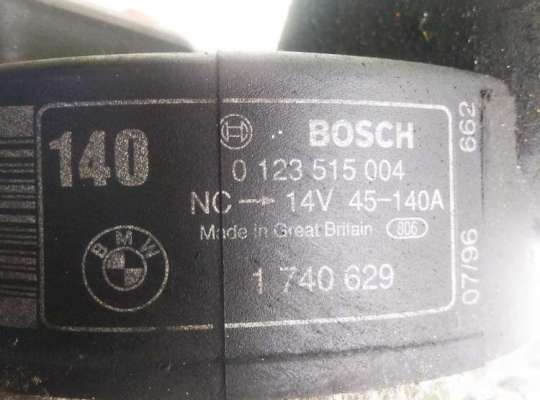 140
BOSCH
0 123 515 004
NC→ 14V 45-140A
Made in Great Britain 806
BMW
1 740 629
07/96 662